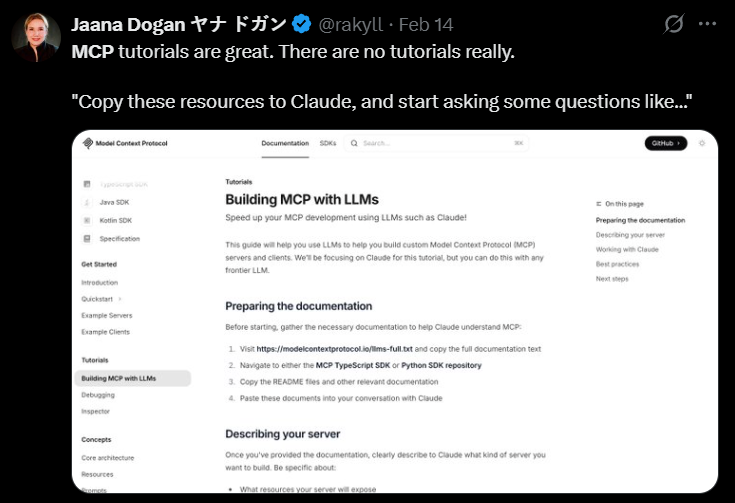 Jaana Dogan ヤナ ドガン @rakyll · Feb 14
MCP tutorials are great. There are no tutorials really.
"Copy these resources to Claude, and start asking some questions like..."
Model Context Protocol
Documentation SDKs Search... ⌘K GitHub
TypeScript SDK
Java SDK
Kotlin SDK
Specification
Get Started
Introduction
Quickstart
Example Servers
Example Clients
Tutorials
Building MCP with LLMs
Debugging
Inspector
Concepts
Core architecture
Resources
Prompts
Tutorials
Building MCP with LLMs
Speed up your MCP development using LLMs such as Claude!
This guide will help you use LLMs to help you build custom Model Context Protocol (MCP)
servers and clients. We'll be focusing on Claude for this tutorial, but you can do this with any
frontier LLM.
Preparing the documentation
Before starting, gather the necessary documentation to help Claude understand MCP:
1. Visit https://modelcontextprotocol.io/llms-full.txt and copy the full documentation text
2. Navigate to either the MCP TypeScript SDK or Python SDK repository
3. Copy the README files and other relevant documentation
4. Paste these documents into your conversation with Claude
Describing your server
Once you've provided the documentation, clearly describe to Claude what kind of server you
want to build. Be specific about:
• What resources your server will expose
On this page
Preparing the documentation
Describing your server
Working with Claude
Best practices
Next steps